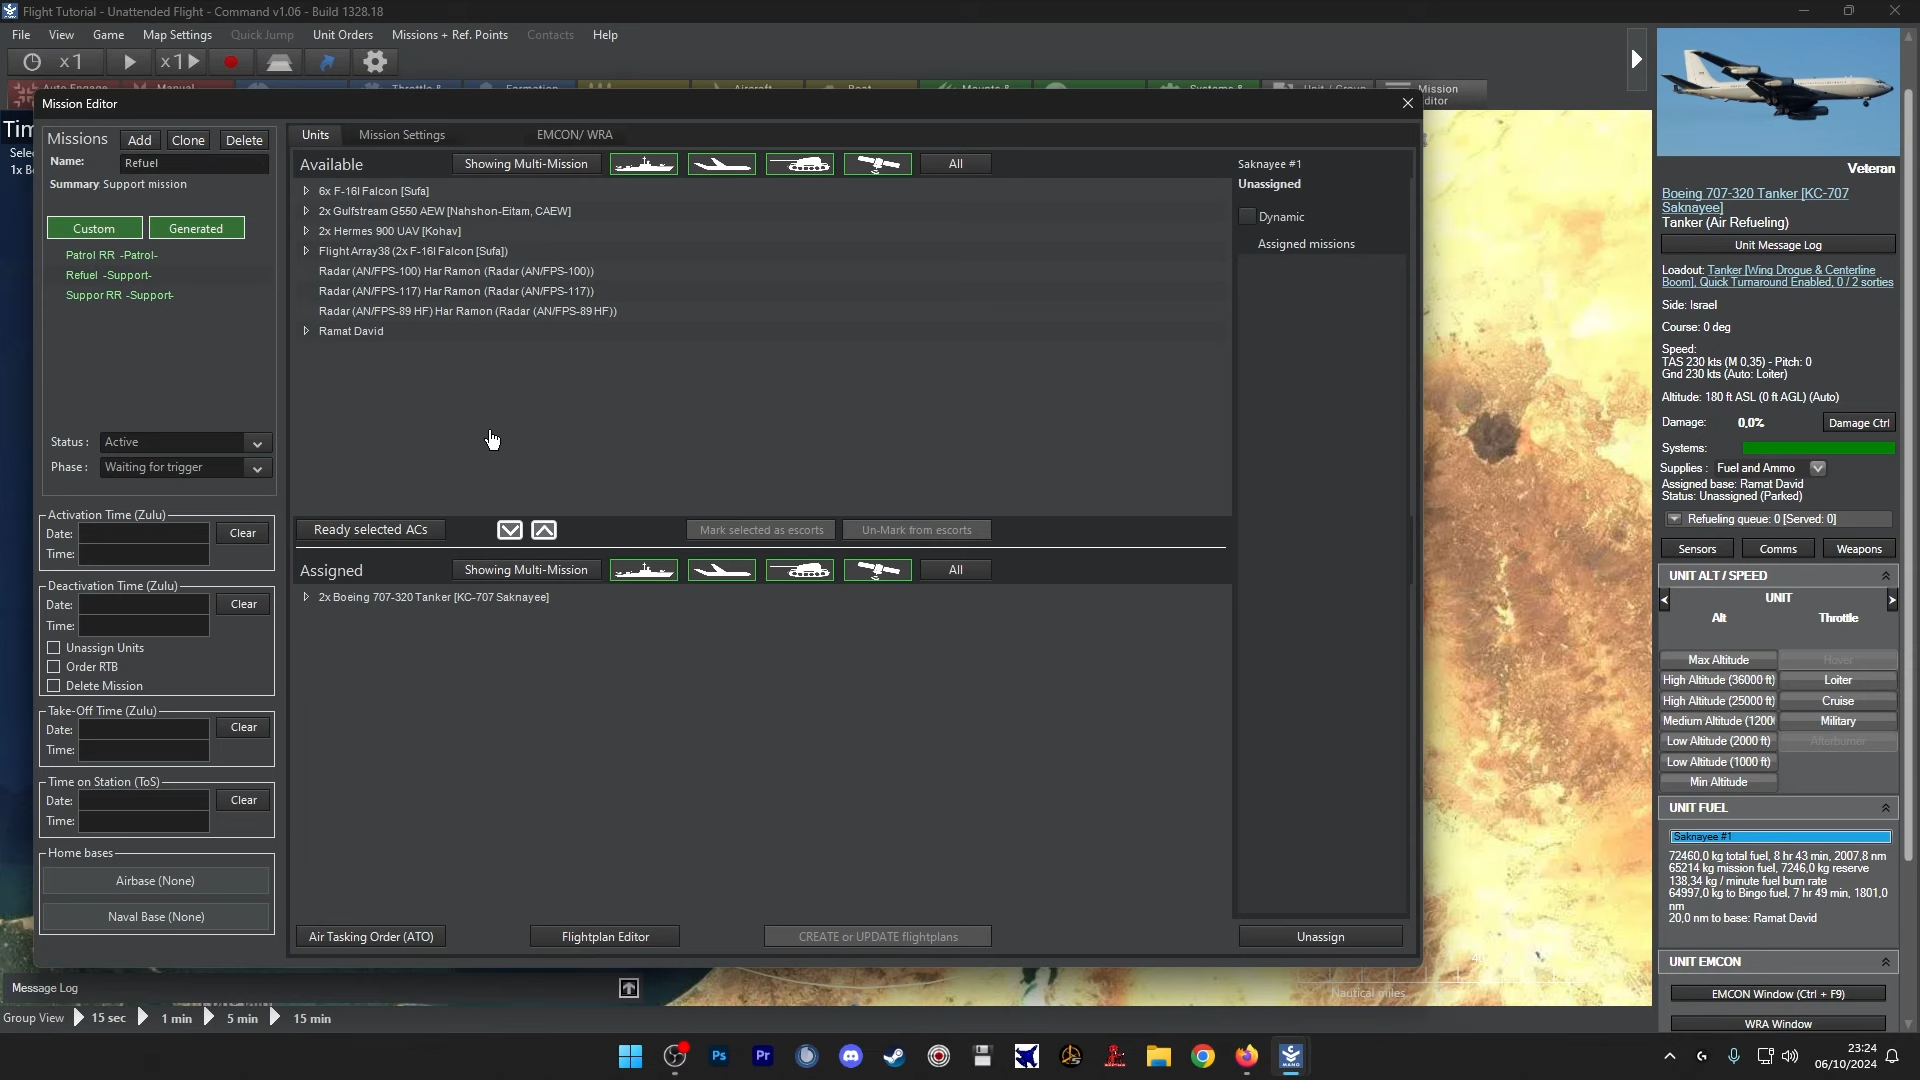 Flight Tutorial - Unattended Flight - Command v1.06 - Build 1328.18
File View Game Map Settings Quick Jump Unit Orders Missions + Ref. Points Contacts Help
x1 x1
Mission Editor
Missions Add Clone Delete
Name: Refuel
Summary Support mission
Custom Generated
Patrol RR -Patrol-
Refuel -Support-
Suppor RR -Support-
Status : Active
Phase : Waiting for trigger
Activation Time (Zulu)
Date: Clear
Time:
Deactivation Time (Zulu)
Date: Clear
Time:
Unassign Units
Order RTB
Delete Mission
Take-Off Time (Zulu)
Date: Clear
Time:
Time on Station (ToS)
Date: Clear
Time:
Home bases
Airbase (None)
Naval Base (None)
Units Mission Settings EMCON/ WRA
Available Showing Multi-Mission All
6x F-16I Falcon [Sufa]
2x Gulfstream G550 AEW [Nahshon-Eitam, CAEW]
2x Hermes 900 UAV [Kohav]
FlightArray38 (2x F-16I Falcon [Sufa])
Radar (AN/FPS-100) Har Ramon (Radar (AN/FPS-100))
Radar (AN/FPS-117) Har Ramon (Radar (AN/FPS-117))
Radar (AN/FPS-89 HF) Har Ramon (Radar (AN/FPS-89 HF))
Ramat David
Ready selected ACs Mark selected as escorts Un-Mark from escorts
Assigned Showing Multi-Mission All
2x Boeing 707-320 Tanker [KC-707 Saknayee]
Air Tasking Order (ATO) Flightplan Editor CREATE or UPDATE flightplans
Saknayee #1
Unassigned
Dynamic
Assigned missions
Unassign
Mission
Veteran
Boeing 707-320 Tanker [KC-707
Saknayee]
Tanker (Air Refueling)
Unit Message Log
Loadout: Tanker [Wing Drogue & Centerline
Boom], Quick Turnaround Enabled, 0 / 2 sorties
Side: Israel
Course: 0 deg
Speed:
TAS 230 kts (M 0,35) - Pitch: 0
Gnd 230 kts (Auto: Loiter)
Altitude: 180 ft ASL (0 ft AGL) (Auto)
Damage: 0,0% Damage Ctrl
Systems:
Supplies : Fuel and Ammo
Assigned base: Ramat David
Status: Unassigned (Parked)
Refueling queue: 0 [Served: 0]
Sensors Comms Weapons
UNIT ALT / SPEED
UNIT
Alt Throttle
Max Altitude Hover
High Altitude (36000 ft) Loiter
High Altitude (25000 ft) Cruise
Medium Altitude (1200 Military
Low Altitude (2000 ft) Afterburner
Low Altitude (1000 ft)
Min Altitude
UNIT FUEL
Saknayee #1
72460,0 kg total fuel, 8 hr 43 min, 2007,8 nm
65214 kg mission fuel, 7246,0 kg reserve
138,34 kg / minute fuel burn rate
64997,0 kg to Bingo fuel, 7 hr 49 min, 1801,0
nm
20,0 nm to base: Ramat David
UNIT EMCON
EMCON Window (Ctrl + F9)
WRA Window
Nautical miles
Message Log
Group View 15 sec 1 min 5 min 15 min
Ps Pr
23:24
06/10/2024